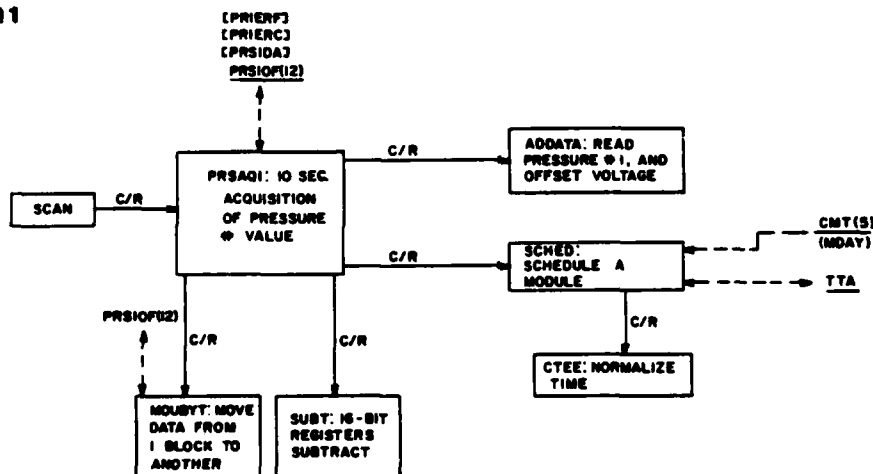 Q1
[PRIERF]
[PRIERC]
[PRSIDA]
PRSIOF(12)
C/R
ADDATA: READ
PRESSURE #1, AND
OFFSET VOLTAGE
PRSAQI: 10 SEC.
ACQUISITION
OF PRESSURE
# VALUE
SCAN
C/R
C/R
SCHED:
SCHEDULE A
MODULE
CMT(5)
(MDAY)
TTA
PRSIOF(12)
C/R
C/R
C/R
CTEE: NORMALIZE
TIME
MOUBYT: MOVE
DATA FROM
1 BLOCK TO
ANOTHER
SUBT: 16-BIT
REGISTERS
SUBTRACT